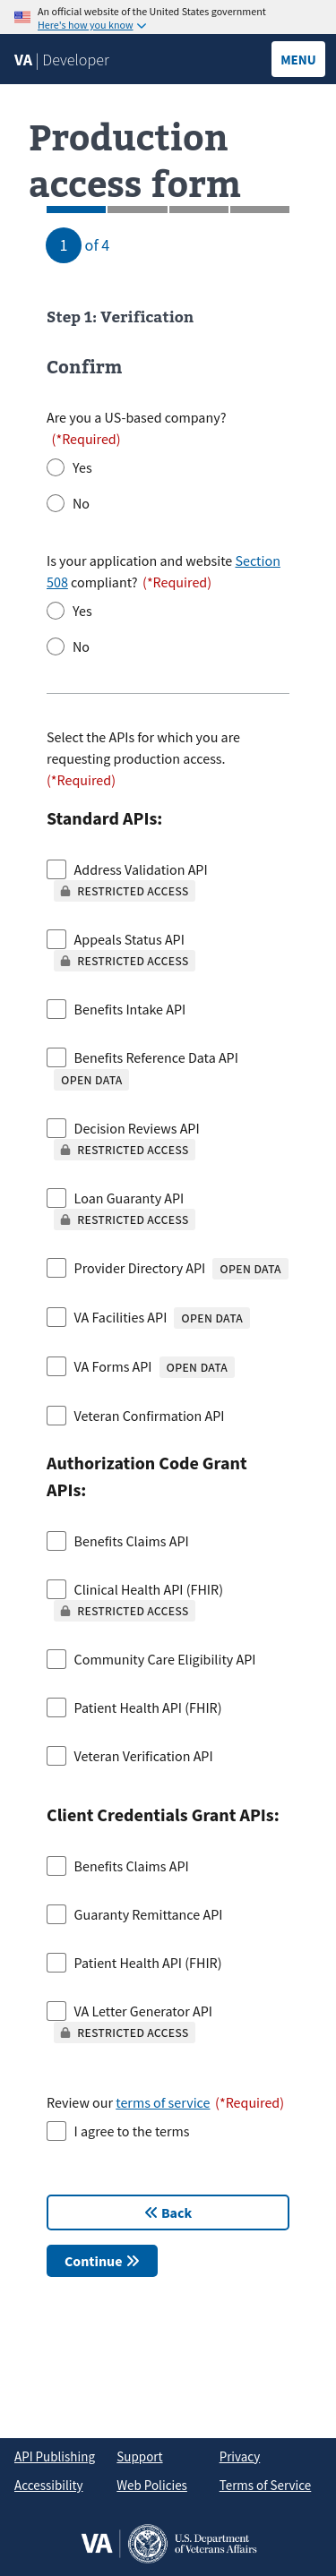 An official website of the United States government
Here's how you know
VA | Developer
MENU
Production
access form
1 of 4
Step 1: Verification
Confirm
Are you a US-based company?
(*Required)
Yes
No
Is your application and website Section
508 compliant? (*Required)
Yes
No
Select the APIs for which you are
requesting production access.
(*Required)
Standard APIs:
Address Validation API
RESTRICTED ACCESS
Appeals Status API
RESTRICTED ACCESS
Benefits Intake API
Benefits Reference Data API
OPEN DATA
Decision Reviews API
RESTRICTED ACCESS
Loan Guaranty API
RESTRICTED ACCESS
Provider Directory API OPEN DATA
VA Facilities API OPEN DATA
VA Forms API OPEN DATA
Veteran Confirmation API
Authorization Code Grant
APIs:
Benefits Claims API
Clinical Health API (FHIR)
RESTRICTED ACCESS
Community Care Eligibility API
Patient Health API (FHIR)
Veteran Verification API
Client Credentials Grant APIs:
Benefits Claims API
Guaranty Remittance API
Patient Health API (FHIR)
VA Letter Generator API
RESTRICTED ACCESS
Review our terms of service (*Required)
I agree to the terms
Back
Continue
API Publishing Support Privacy
Accessibility Web Policies Terms of Service
VA | U.S. Department
of Veterans Affairs